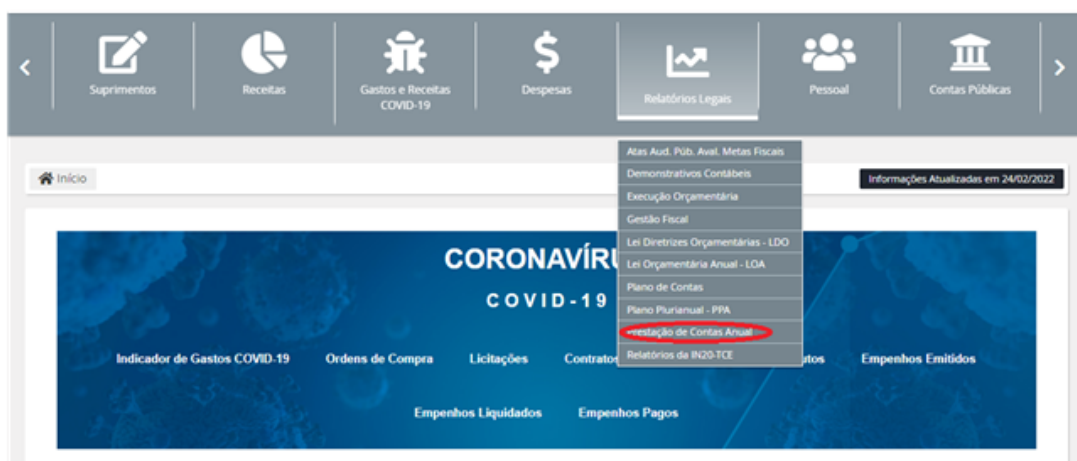 Suprimentos
Receitas
Gastos e Receitas
COVID-19
Despesas
Relatórios Legais
Pessoal
Contas Públicas
Início
Informações Atualizadas em 24/02/2022
Atas Aud. Púb. Aval. Metas Fiscais
Demonstrativos Contábeis
Execução Orçamentária
Gestão Fiscal
Lei Diretrizes Orçamentárias - LDO
Lei Orçamentária Anual - LOA
Plano de Contas
Plano Plurianual - PPA
Prestação de Contas Anual
Relatórios da IN20-TCE
CORONAVÍRU
COVID-19
Indicador de Gastos COVID-19
Ordens de Compra
Licitações
Contratos
utos
Empenhos Emitidos
Empenhos Liquidados
Empenhos Pagos